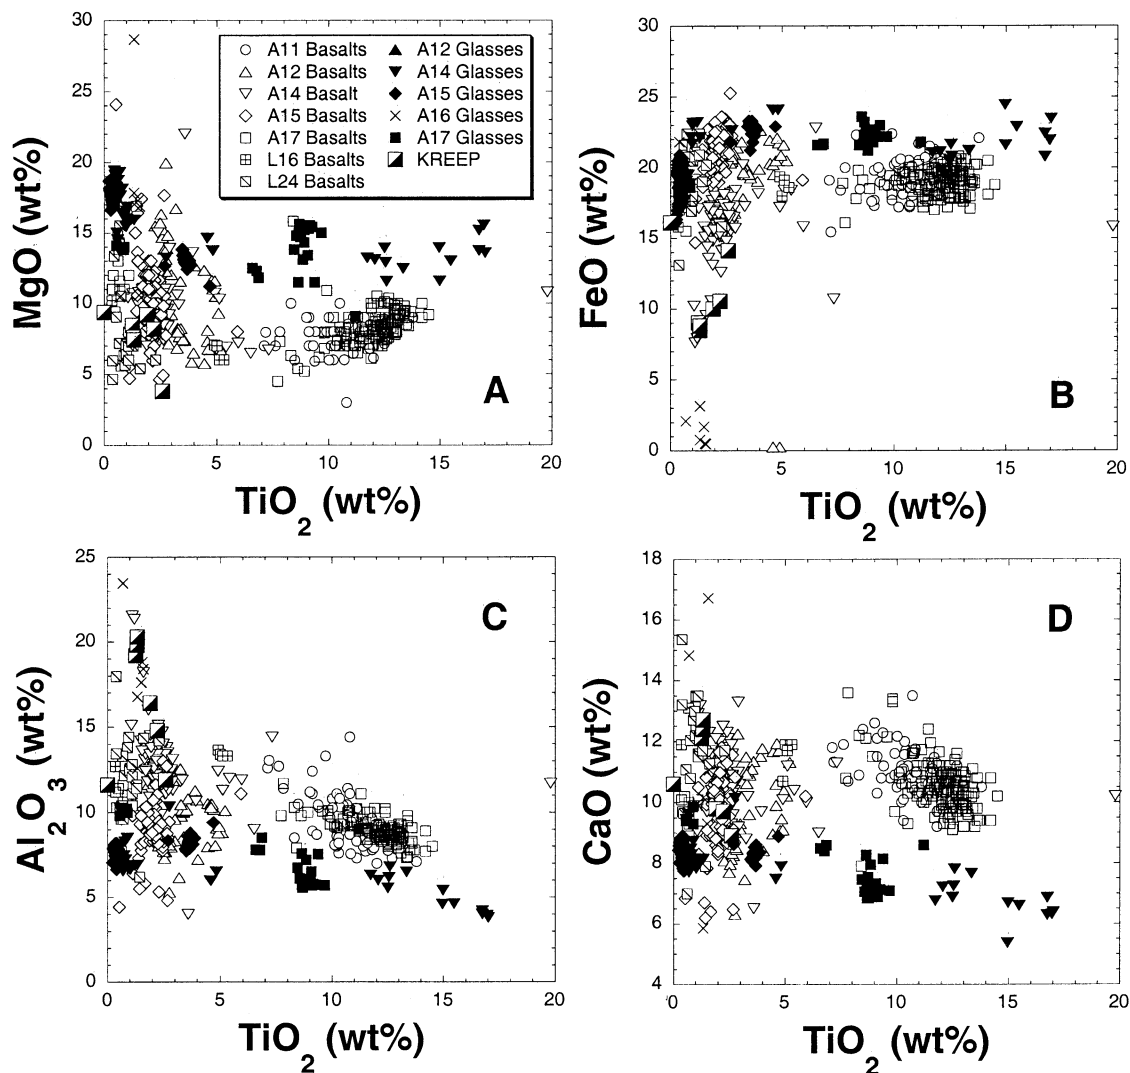 30
25
20
15
10
5
0
MgO (wt%)
A11 Basalts
A12 Basalts
A14 Basalt
A15 Basalts
A17 Basalts
L16 Basalts
L24 Basalts
A12 Glasses
A14 Glasses
A15 Glasses
A16 Glasses
A17 Glasses
KREEP
A
0 5 10 15 20
TiO2 (wt%)
30
25
20
15
10
5
0
FeO (wt%)
B
0 5 10 15 20
TiO2 (wt%)
25
20
15
10
5
0
Al2O3 (wt%)
C
0 5 10 15 20
TiO2 (wt%)
18
16
14
12
10
8
6
4
CaO (wt%)
D
0 5 10 15 20
TiO2 (wt%)